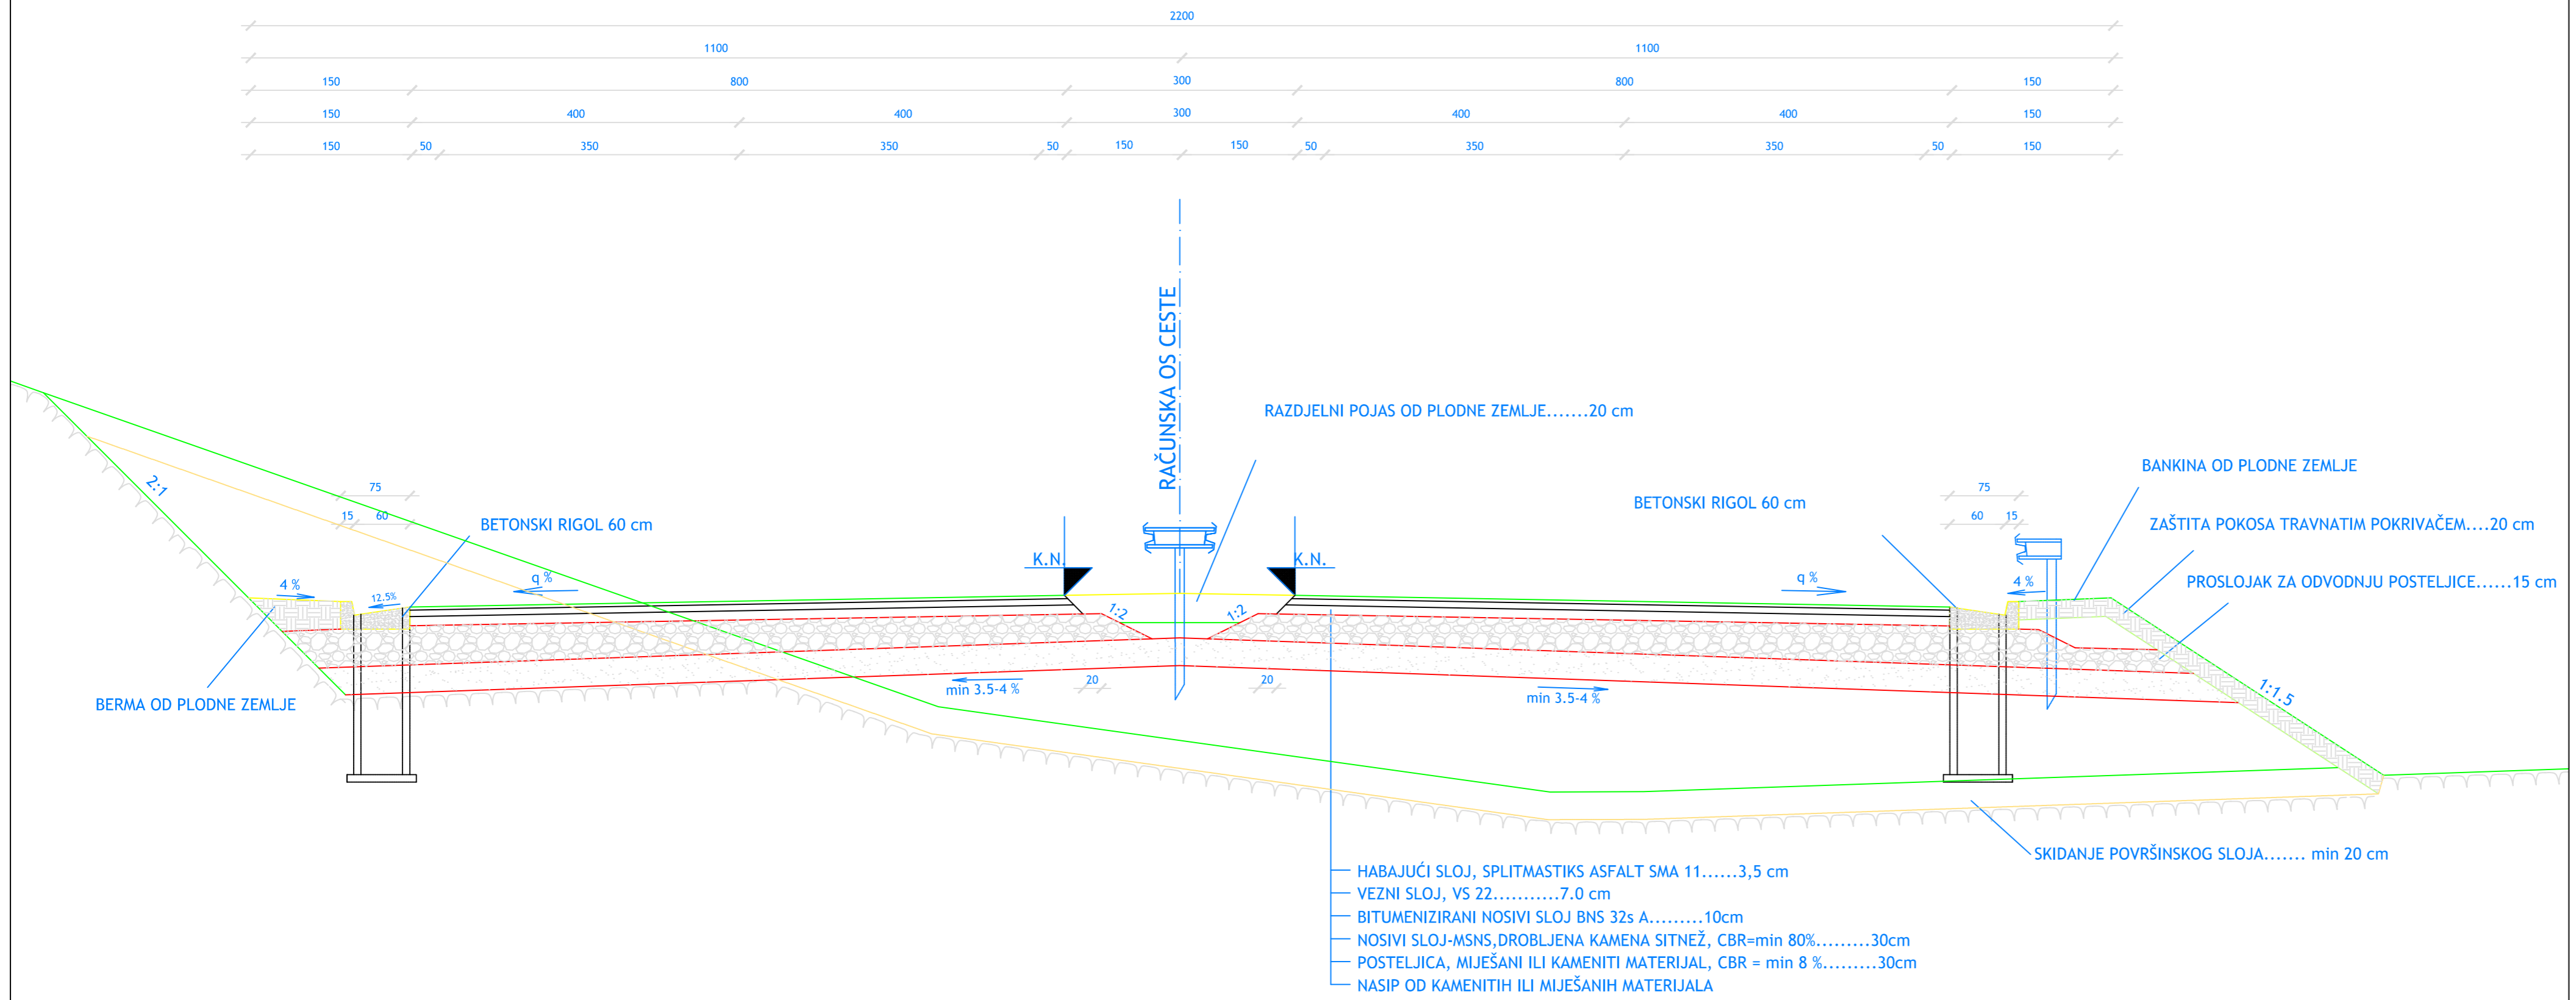 2200
1100 1100
150 800 300 800 150
150 400 400 300 400 400 150
150 50 350 350 50 150 150 50 350 350 50 150
RAČUNSKA OS CESTE
RAZDJELNI POJAS OD PLODNE ZEMLJE.......20 cm
BANKINA OD PLODNE ZEMLJE
2:1
75
15 60
BETONSKI RIGOL 60 cm
BETONSKI RIGOL 60 cm
75
60 15
ZAŠTITA POKOSA TRAVNATIM POKRIVAČEM....20 cm
K.N.
K.N.
4 %
12.5%
q %
q %
4 %
PROSLOJAK ZA ODVODNJU POSTELJICE......15 cm
1:2
1:2
BERMA OD PLODNE ZEMLJE
min 3.5-4 %
20
20
min 3.5-4 %
1:1.5
SKIDANJE POVRŠINSKOG SLOJA....... min 20 cm
HABAJUĆI SLOJ, SPLITMASTIKS ASFALT SMA 11......3,5 cm
VEZNI SLOJ, VS 22...........7.0 cm
BITUMENIZIRANI NOSIVI SLOJ BNS 32s A.........10cm
NOSIVI SLOJ-MSNS,DROBLJENA KAMENA SITNEŽ, CBR=min 80%.........30cm
POSTELJICA, MIJEŠANI ILI KAMENITI MATERIJAL, CBR = min 8 %.........30cm
NASIP OD KAMENITIH ILI MIJEŠANIH MATERIJALA